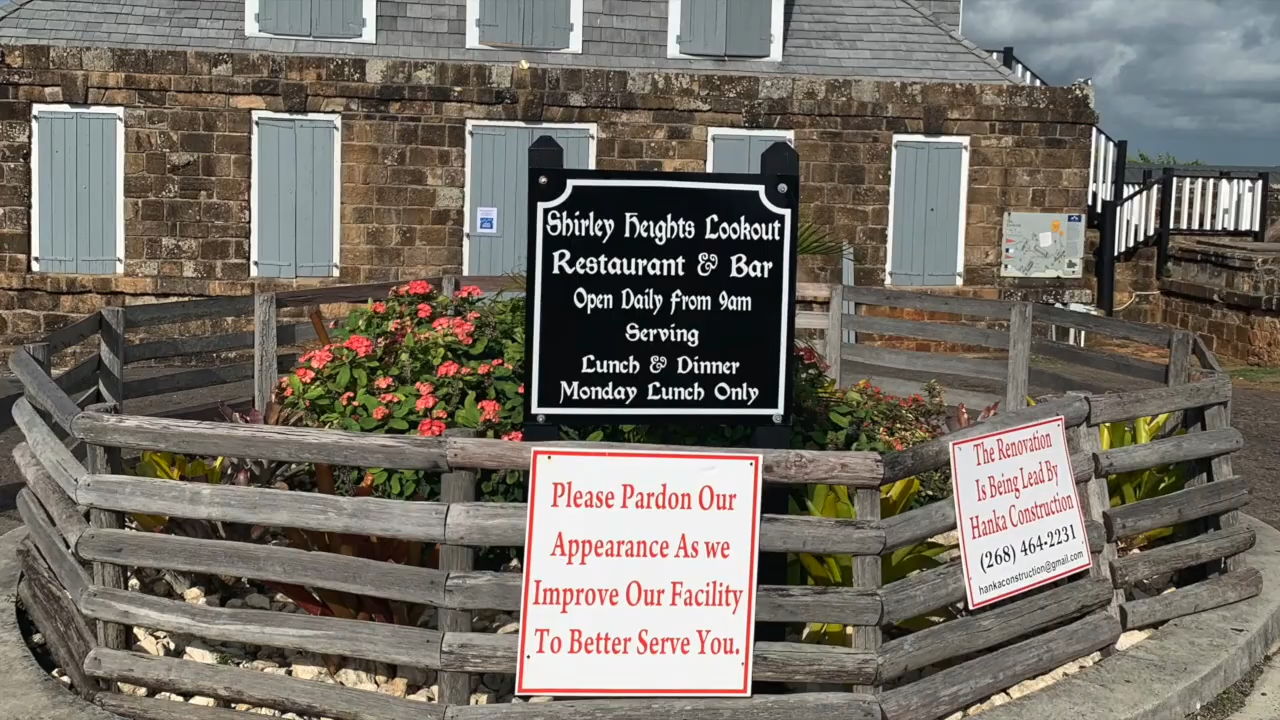 Shirley Heights Lookout
Restaurant & Bar
Open Daily From 9am
Serving
Lunch & Dinner
Monday Lunch Only
Please Pardon Our
Appearance As we
Improve Our Facility
To Better Serve You.
The Renovation
Is Being Lead By
Hanka Construction
(268) 464-2231
hankaconstruction@gmail.com